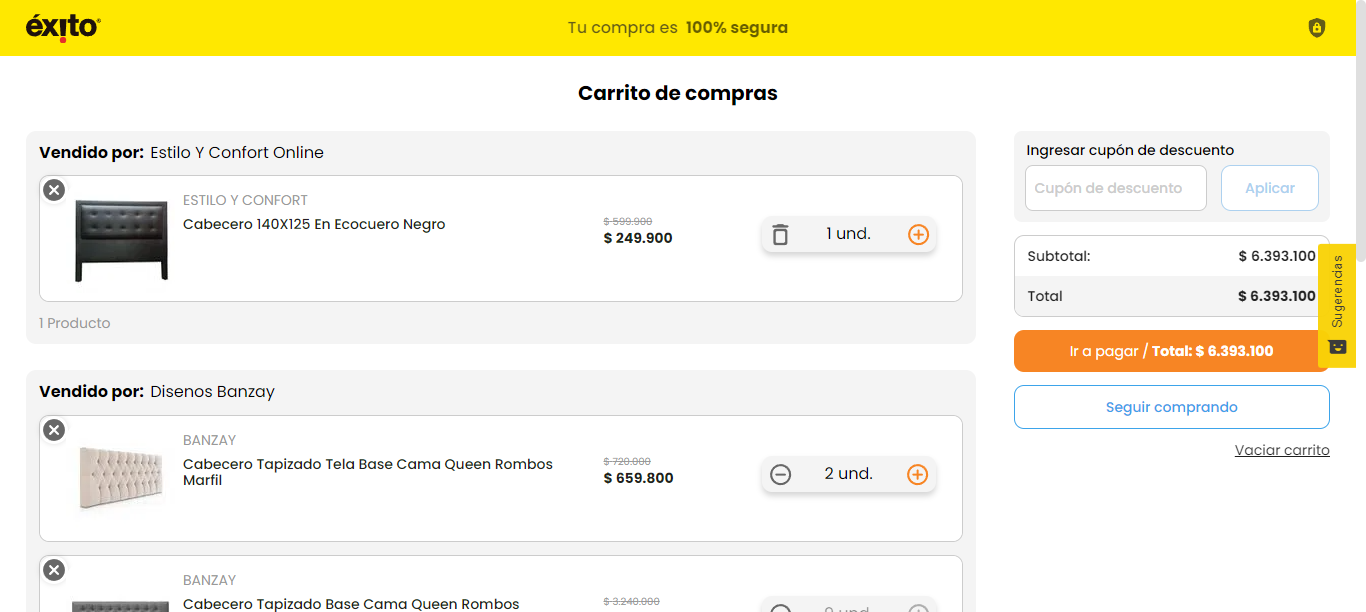 éxito
Tu compra es 100% segura
Carrito de compras
Vendido por: Estilo Y Confort Online
ESTILO Y CONFORT
Cabecero 140X125 En Ecocuero Negro
$ 599.900
$ 249.900
1 und.
1 Producto
Ingresar cupón de descuento
Cupón de descuento
Aplicar
Subtotal:
$ 6.393.100
Total
$ 6.393.100
Ir a pagar / Total: $ 6.393.100
Seguir comprando
Vaciar carrito
Sugerencias
Vendido por: Disenos Banzay
BANZAY
Cabecero Tapizado Tela Base Cama Queen Rombos
Marfil
$ 720.000
$ 659.800
2 und.
BANZAY
Cabecero Tapizado Base Cama Queen Rombos
$ 3.240.000
9 und.